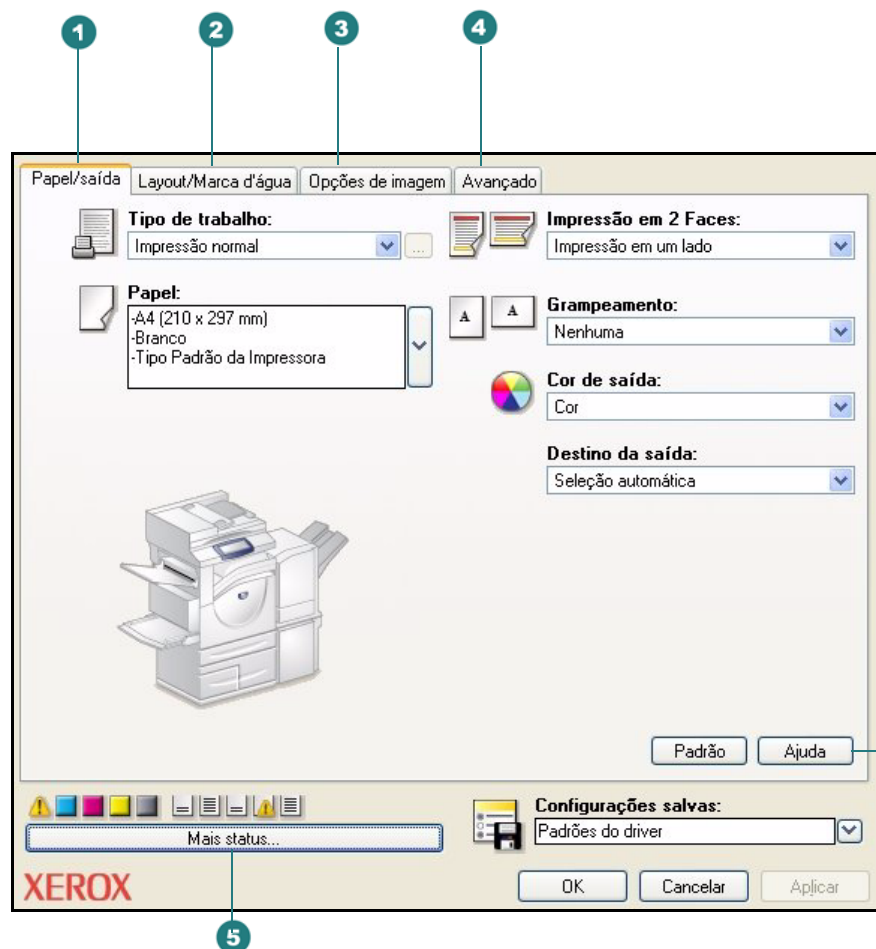 1
2
3
4
Papel/saída
Layout/Marca d'água
Opções de imagem
Avançado
Tipo de trabalho:
Impressão normal
...
Papel:
-A4 (210 x 297 mm)
-Branco
-Tipo Padrão da Impressora
Impressão em 2 Faces:
Impressão em um lado
A
A
Grampeamento:
Nenhuma
Cor de saída:
Cor
Destino da saída:
Seleção automática
Padrão
Ajuda
Mais status...
Configurações salvas:
Padrões do driver
XEROX
OK
Cancelar
Aplicar
5